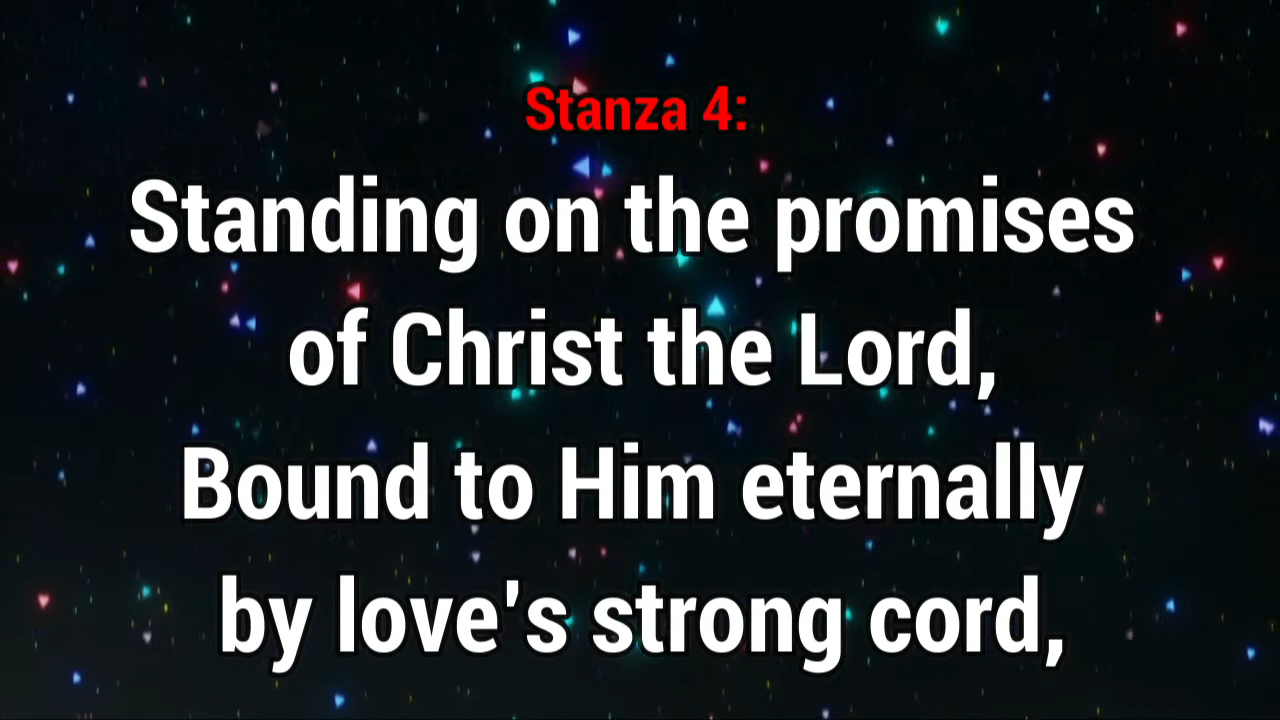 Stanza 4:
Standing on the promises
of Christ the Lord,
Bound to Him eternally
by love's strong cord,